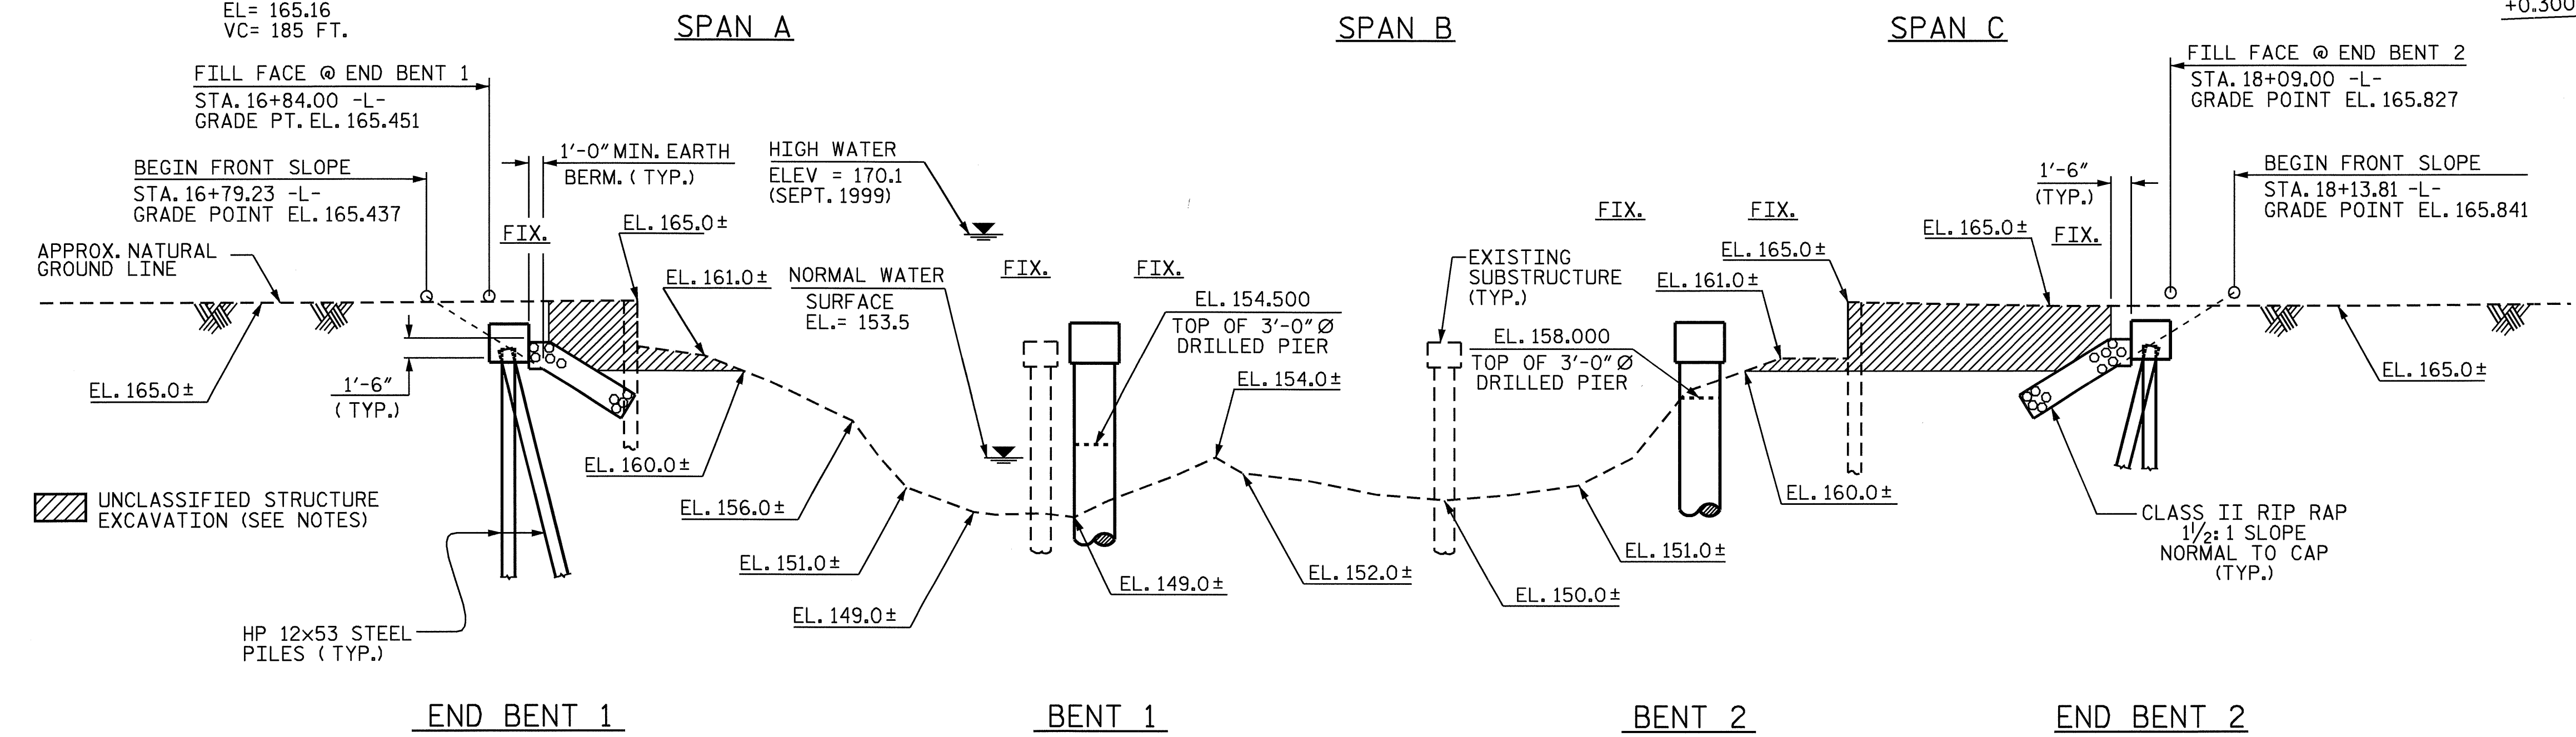 EL= 165.16
VC= 185 FT.
SPAN A
SPAN B
SPAN C
+0.300
FILL FACE @ END BENT 1
STA. 16+84.00 -L-
GRADE PT. EL. 165.451
BEGIN FRONT SLOPE
STA. 16+79.23 -L-
GRADE POINT EL. 165.437
APPROX. NATURAL
GROUND LINE
1'-0" MIN. EARTH
BERM. (TYP.)
FIX.
EL. 165.0±
EL. 161.0±
HIGH WATER
ELEV = 170.1
(SEPT. 1999)
NORMAL WATER
SURFACE
EL.= 153.5
FIX.
FIX.
EL. 154.500
TOP OF 3'-0" Ø
DRILLED PIER
EL. 154.0±
EXISTING
SUBSTRUCTURE
(TYP.)
FIX.
FIX.
EL. 165.0±
EL. 161.0±
EL. 158.000
TOP OF 3'-0" Ø
DRILLED PIER
EL. 165.0±
1'-6"
(TYP.)
FIX.
FILL FACE @ END BENT 2
STA. 18+09.00 -L-
GRADE POINT EL. 165.827
BEGIN FRONT SLOPE
STA. 18+13.81 -L-
GRADE POINT EL. 165.841
EL. 165.0±
1'-6"
(TYP.)
EL. 160.0±
EL. 156.0±
EL. 151.0±
EL. 149.0±
EL. 149.0±
EL. 152.0±
EL. 150.0±
EL. 151.0±
EL. 160.0±
EL. 165.0±
CLASS II RIP RAP
1½:1 SLOPE
NORMAL TO CAP
(TYP.)
UNCLASSIFIED STRUCTURE
EXCAVATION (SEE NOTES)
HP 12x53 STEEL
PILES (TYP.)
END BENT 1
BENT 1
BENT 2
END BENT 2